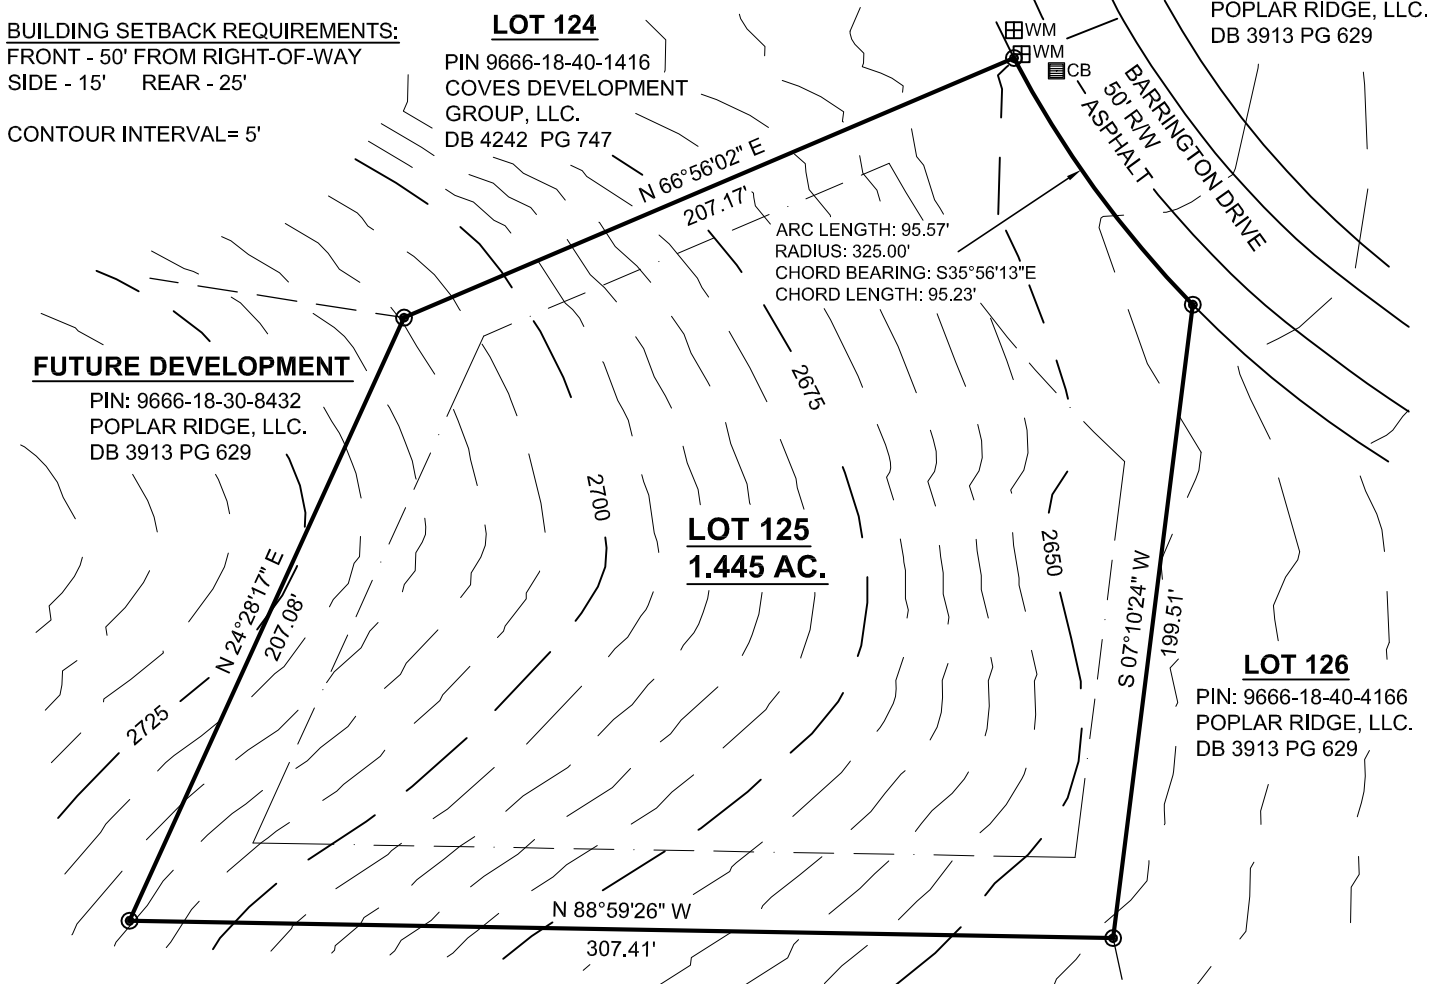 BUILDING SETBACK REQUIREMENTS:
FRONT - 50' FROM RIGHT-OF-WAY
SIDE - 15' REAR - 25'
CONTOUR INTERVAL= 5'
LOT 124
PIN 9666-18-40-1416
COVES DEVELOPMENT
GROUP, LLC.
DB 4242 PG 747
POPLAR RIDGE, LLC.
DB 3913 PG 629
WM
WM
CB
BARRINGTON DRIVE
50' R/W
ASPHALT
N 66°56'02" E
207.17'
ARC LENGTH: 95.57'
RADIUS: 325.00'
CHORD BEARING: S35°56'13"E
CHORD LENGTH: 95.23'
FUTURE DEVELOPMENT
PIN: 9666-18-30-8432
POPLAR RIDGE, LLC.
DB 3913 PG 629
2675
2700
LOT 125
1.445 AC.
2650
N 24°28'17" E
207.08'
S 07°10'24" W
199.51'
LOT 126
PIN: 9666-18-40-4166
POPLAR RIDGE, LLC.
DB 3913 PG 629
2725
N 88°59'26" W
307.41'